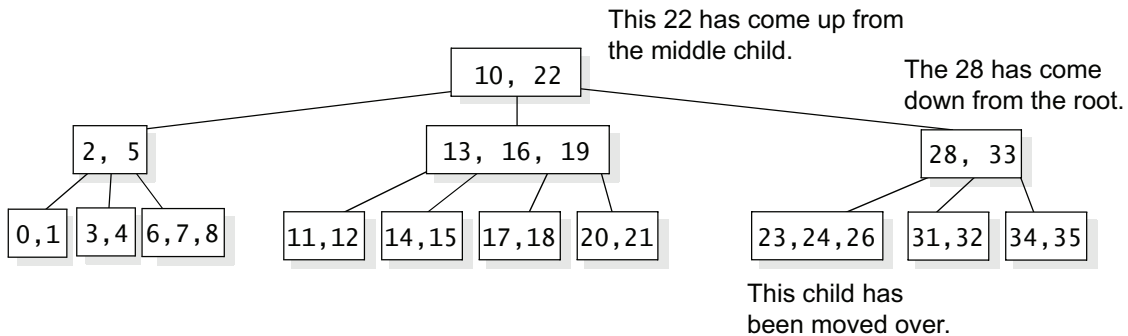 This 22 has come up from
the middle child.
10, 22
The 28 has come
down from the root.
2, 5
13, 16, 19
28, 33
0,1
3,4
6,7,8
11,12
14,15
17,18
20,21
23,24,26
31,32
34,35
This child has
been moved over.